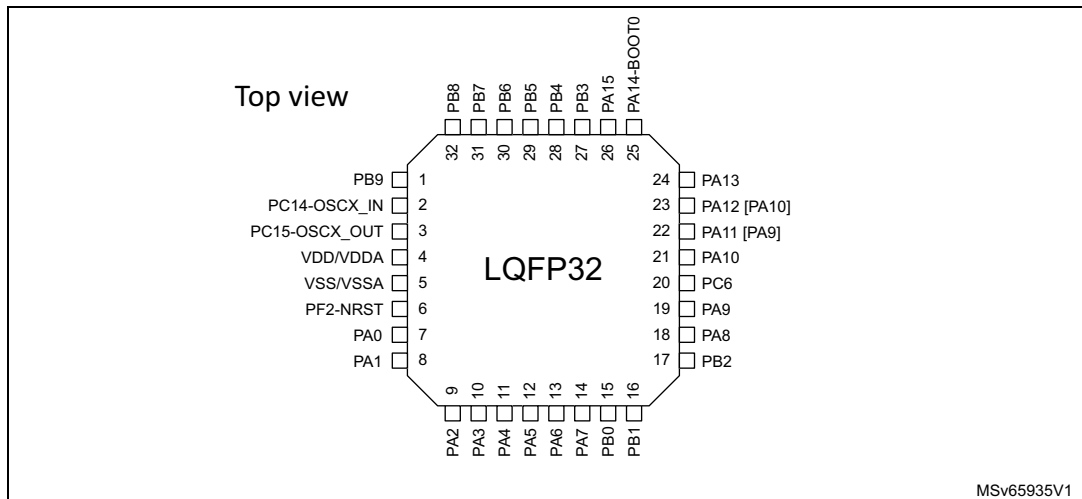 Top view
PB8
PB7
PB6
PB5
PB4
PB3
PA15
PA14-BOOT0
32
31
30
29
28
27
26
25
PB9 1
PC14-OSCX_IN 2
PC15-OSCX_OUT 3
VDD/VDDA 4
VSS/VSSA 5
PF2-NRST 6
PA0 7
PA1 8
LQFP32
24 PA13
23 PA12 [PA10]
22 PA11 [PA9]
21 PA10
20 PC6
19 PA9
18 PA8
17 PB2
9
10
11
12
13
14
15
16
PA2
PA3
PA4
PA5
PA6
PA7
PB0
PB1
MSv65935V1